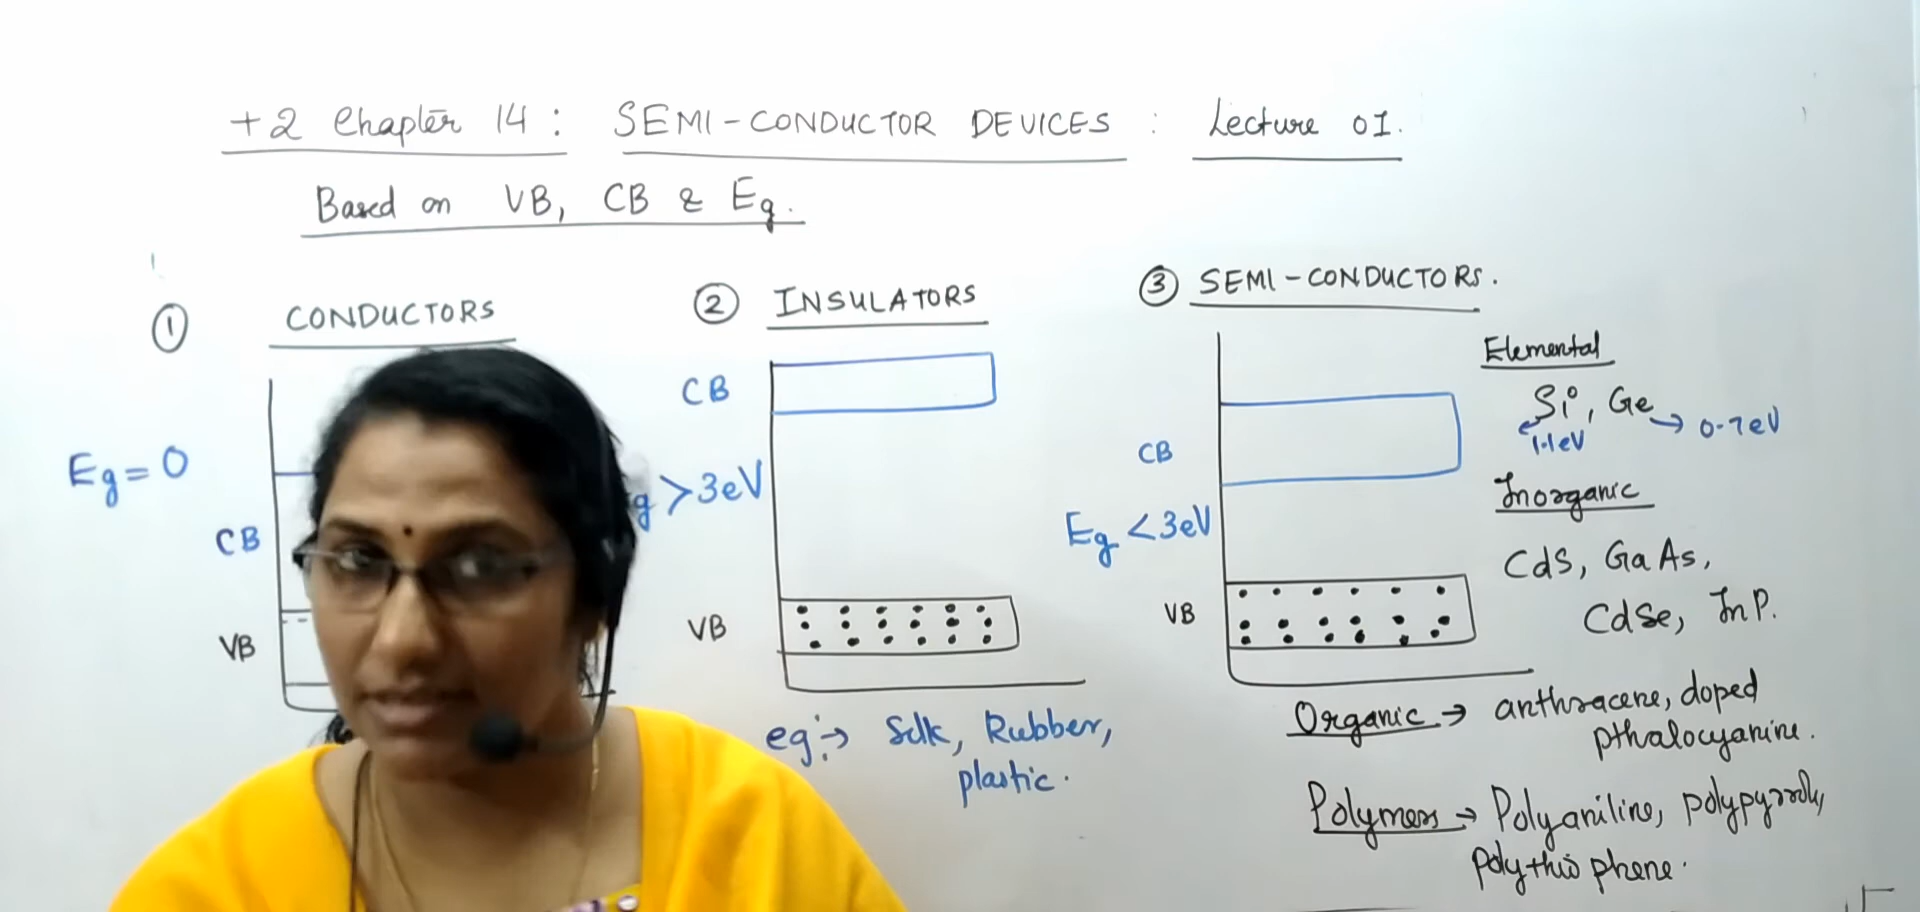 +2 Chapter 14 : SEMI-CONDUCTOR DEVICES : Lecture 01.
Based on VB, CB & Eg.
① CONDUCTORS
Eg = 0
CB
VB
② INSULATORS
CB
g > 3eV
VB
eg:→ Silk, Rubber,
plastic.
③ SEMI-CONDUCTORS.
CB
Eg < 3eV
VB
Elemental
Si, Ge → 0.7eV
1.1eV
Inorganic
CdS, GaAs,
CdSe, InP.
Organic → anthracene, doped
pthalocyanine.
Polymers → Polyaniline, polypyrrole,
polythiophene.